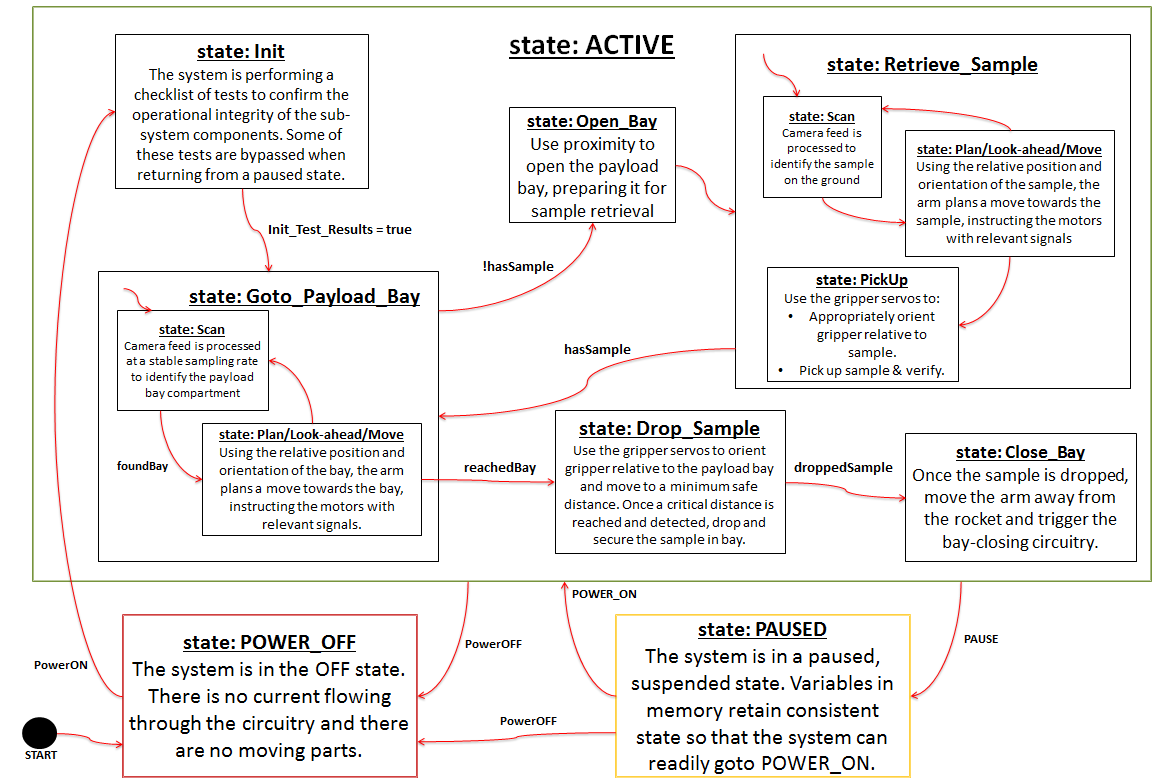 state: ACTIVE
state: Init
The system is performing a
checklist of tests to confirm the
operational integrity of the sub-
system components. Some of
these tests are bypassed when
returning from a paused state.
Init_Test_Results = true
state: Open_Bay
Use proximity to
open the payload
bay, preparing it for
sample retrieval
!hasSample
state: Retrieve_Sample
state: Scan
Camera feed is
processed to
identify the sample
on the ground
state: Plan/Look-ahead/Move
Using the relative position and
orientation of the sample, the
arm plans a move towards the
sample, instructing the motors
with relevant signals
state: PickUp
Use the gripper servos to:
• Appropriately orient
gripper relative to
sample.
• Pick up sample & verify.
hasSample
state: Goto_Payload_Bay
state: Scan
Camera feed is processed
at a stable sampling rate
to identify the payload
bay compartment
foundBay
state: Plan/Look-ahead/Move
Using the relative position and
orientation of the bay, the arm
plans a move towards the bay,
instructing the motors with
relevant signals.
reachedBay
state: Drop_Sample
Use the gripper servos to orient
gripper relative to the payload bay
and move to a minimum safe
distance. Once a critical distance is
reached and detected, drop and
secure the sample in bay.
droppedSample
state: Close_Bay
Once the sample is dropped,
move the arm away from
the rocket and trigger the
bay-closing circuitry.
PowerON
state: POWER_OFF
The system is in the OFF state.
There is no current flowing
through the circuitry and there
are no moving parts.
START
PowerOFF
POWER_ON
PowerOFF
state: PAUSED
The system is in a paused,
suspended state. Variables in
memory retain consistent
state so that the system can
readily goto POWER_ON.
PAUSE